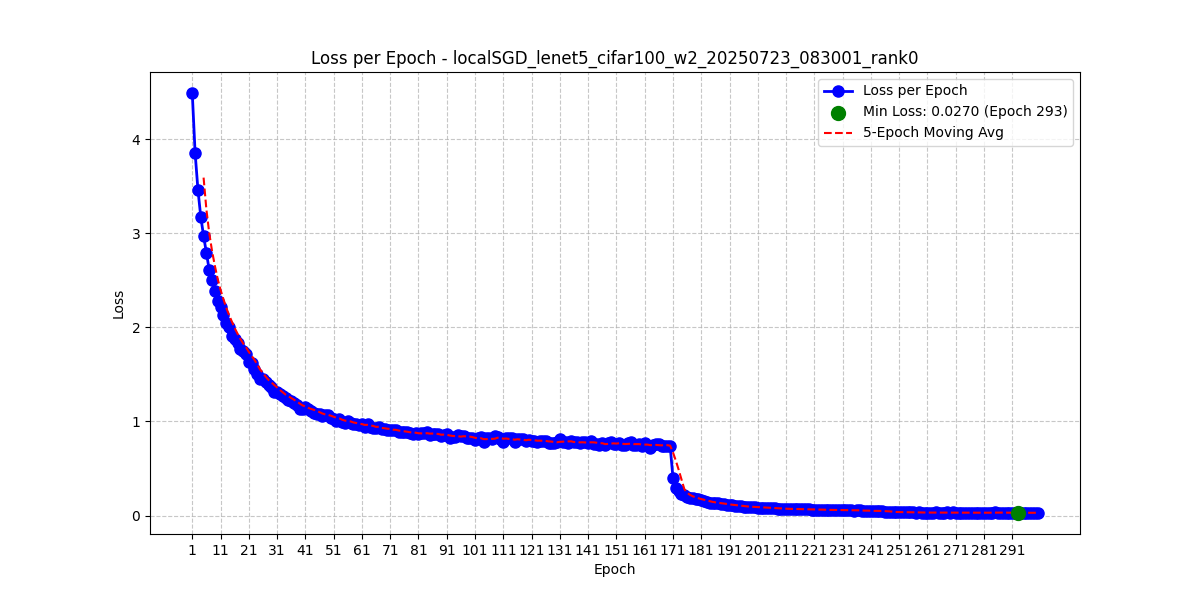 Loss per Epoch - localSGD_lenet5_cifar100_w2_20250723_083001_rank0
Loss per Epoch
Min Loss: 0.0270 (Epoch 293)
5-Epoch Moving Avg
4
3
2
1
0
Loss
1 11 21 31 41 51 61 71 81 91 101 111 121 131 141 151 161 171 181 191 201 211 221 231 241 251 261 271 281 291
Epoch